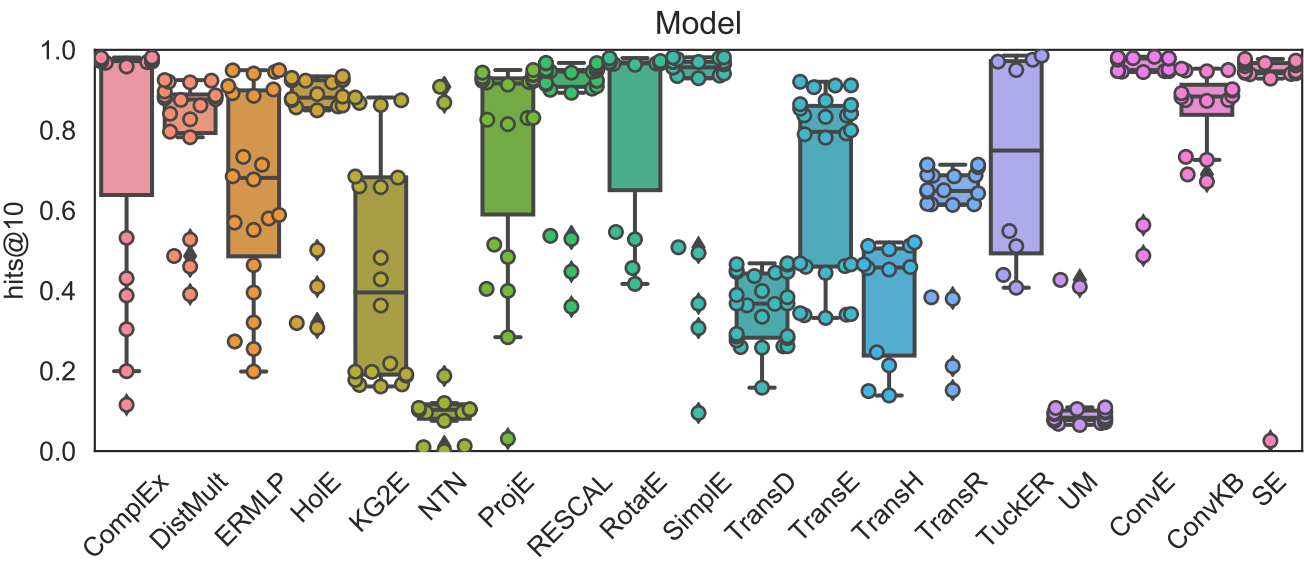 Model
hits@10
1.0
0.8
0.6
0.4
0.2
0.0
ComplEx
DistMult
ERMLP
HolE
KG2E
NTN
ProjE
RESCAL
RotatE
SimplE
TransD
TransE
TransH
TransR
TuckER
UM
ConvE
ConvKB
SE